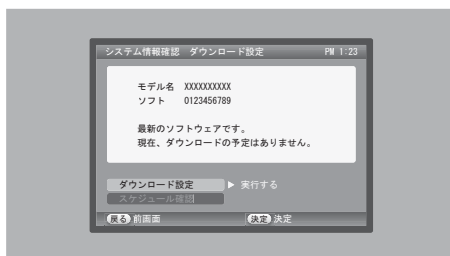 システム情報確認 ダウンロード設定 PM 1:23
モデル名 XXXXXXXXXX
ソフト 0123456789
最新のソフトウェアです。
現在、ダウンロードの予定はありません。
ダウンロード設定 ▶ 実行する
スケジュール確認
戻る 前画面 決定 決定